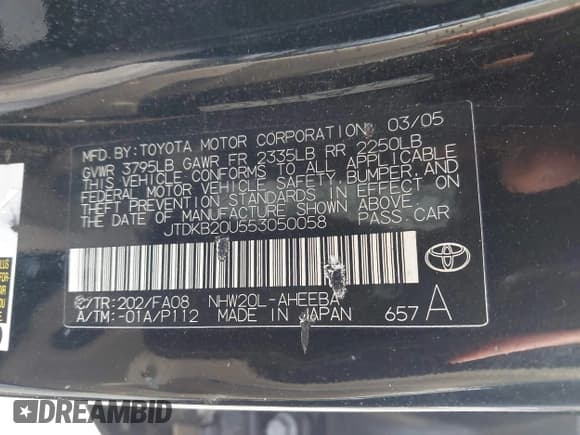 MFD.BY:TOYOTA MOTOR CORPORATION 03/05
GVWR 3795LB GAWR FR 2335LB RR 2250LB
THIS VEHICLE CONFORMS TO ALL APPLICABLE
FEDERAL MOTOR VEHICLE SAFETY, BUMPER, AND
THEFT PREVENTION STANDARDS IN EFFECT ON
THE DATE OF MANUFACTURE SHOWN ABOVE.
JTDKB20U553050058 PASS.CAR
C/TR:202/FA08 NHW20L-AHEEBA
A/TM:-01A/P112 MADE IN JAPAN 657 A
DREAMBID